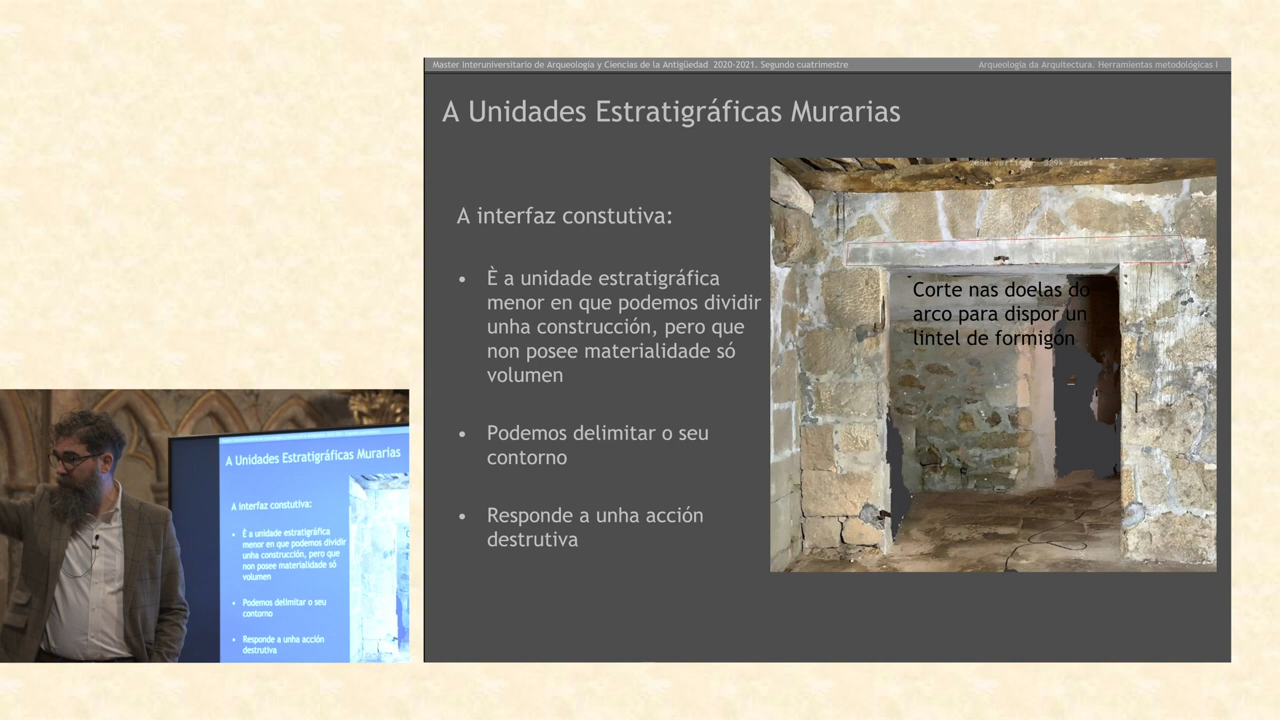 Master Interuniversitario de Arqueología y Ciencias de la Antigüedad 2020-2021. Segundo cuatrimestre
Arqueología da Arquitectura. Herramientas metodológicas I
A Unidades Estratigráficas Murarias
A interfaz constutiva:
• È a unidade estratigráfica
menor en que podemos dividir
unha construcción, pero que
non posee materialidade só
volumen
• Podemos delimitar o seu
contorno
• Responde a unha acción
destrutiva
Corte nas doelas do
arco para dispor un
lintel de formigón
A Unidades Estratigráficas Murarias
A interfaz constutiva:
• È a unidade estratigráfica
menor en que podemos dividir
unha construcción, pero que
non posee materialidade só
volumen
• Podemos delimitar o seu
contorno
• Responde a unha acción
destrutiva